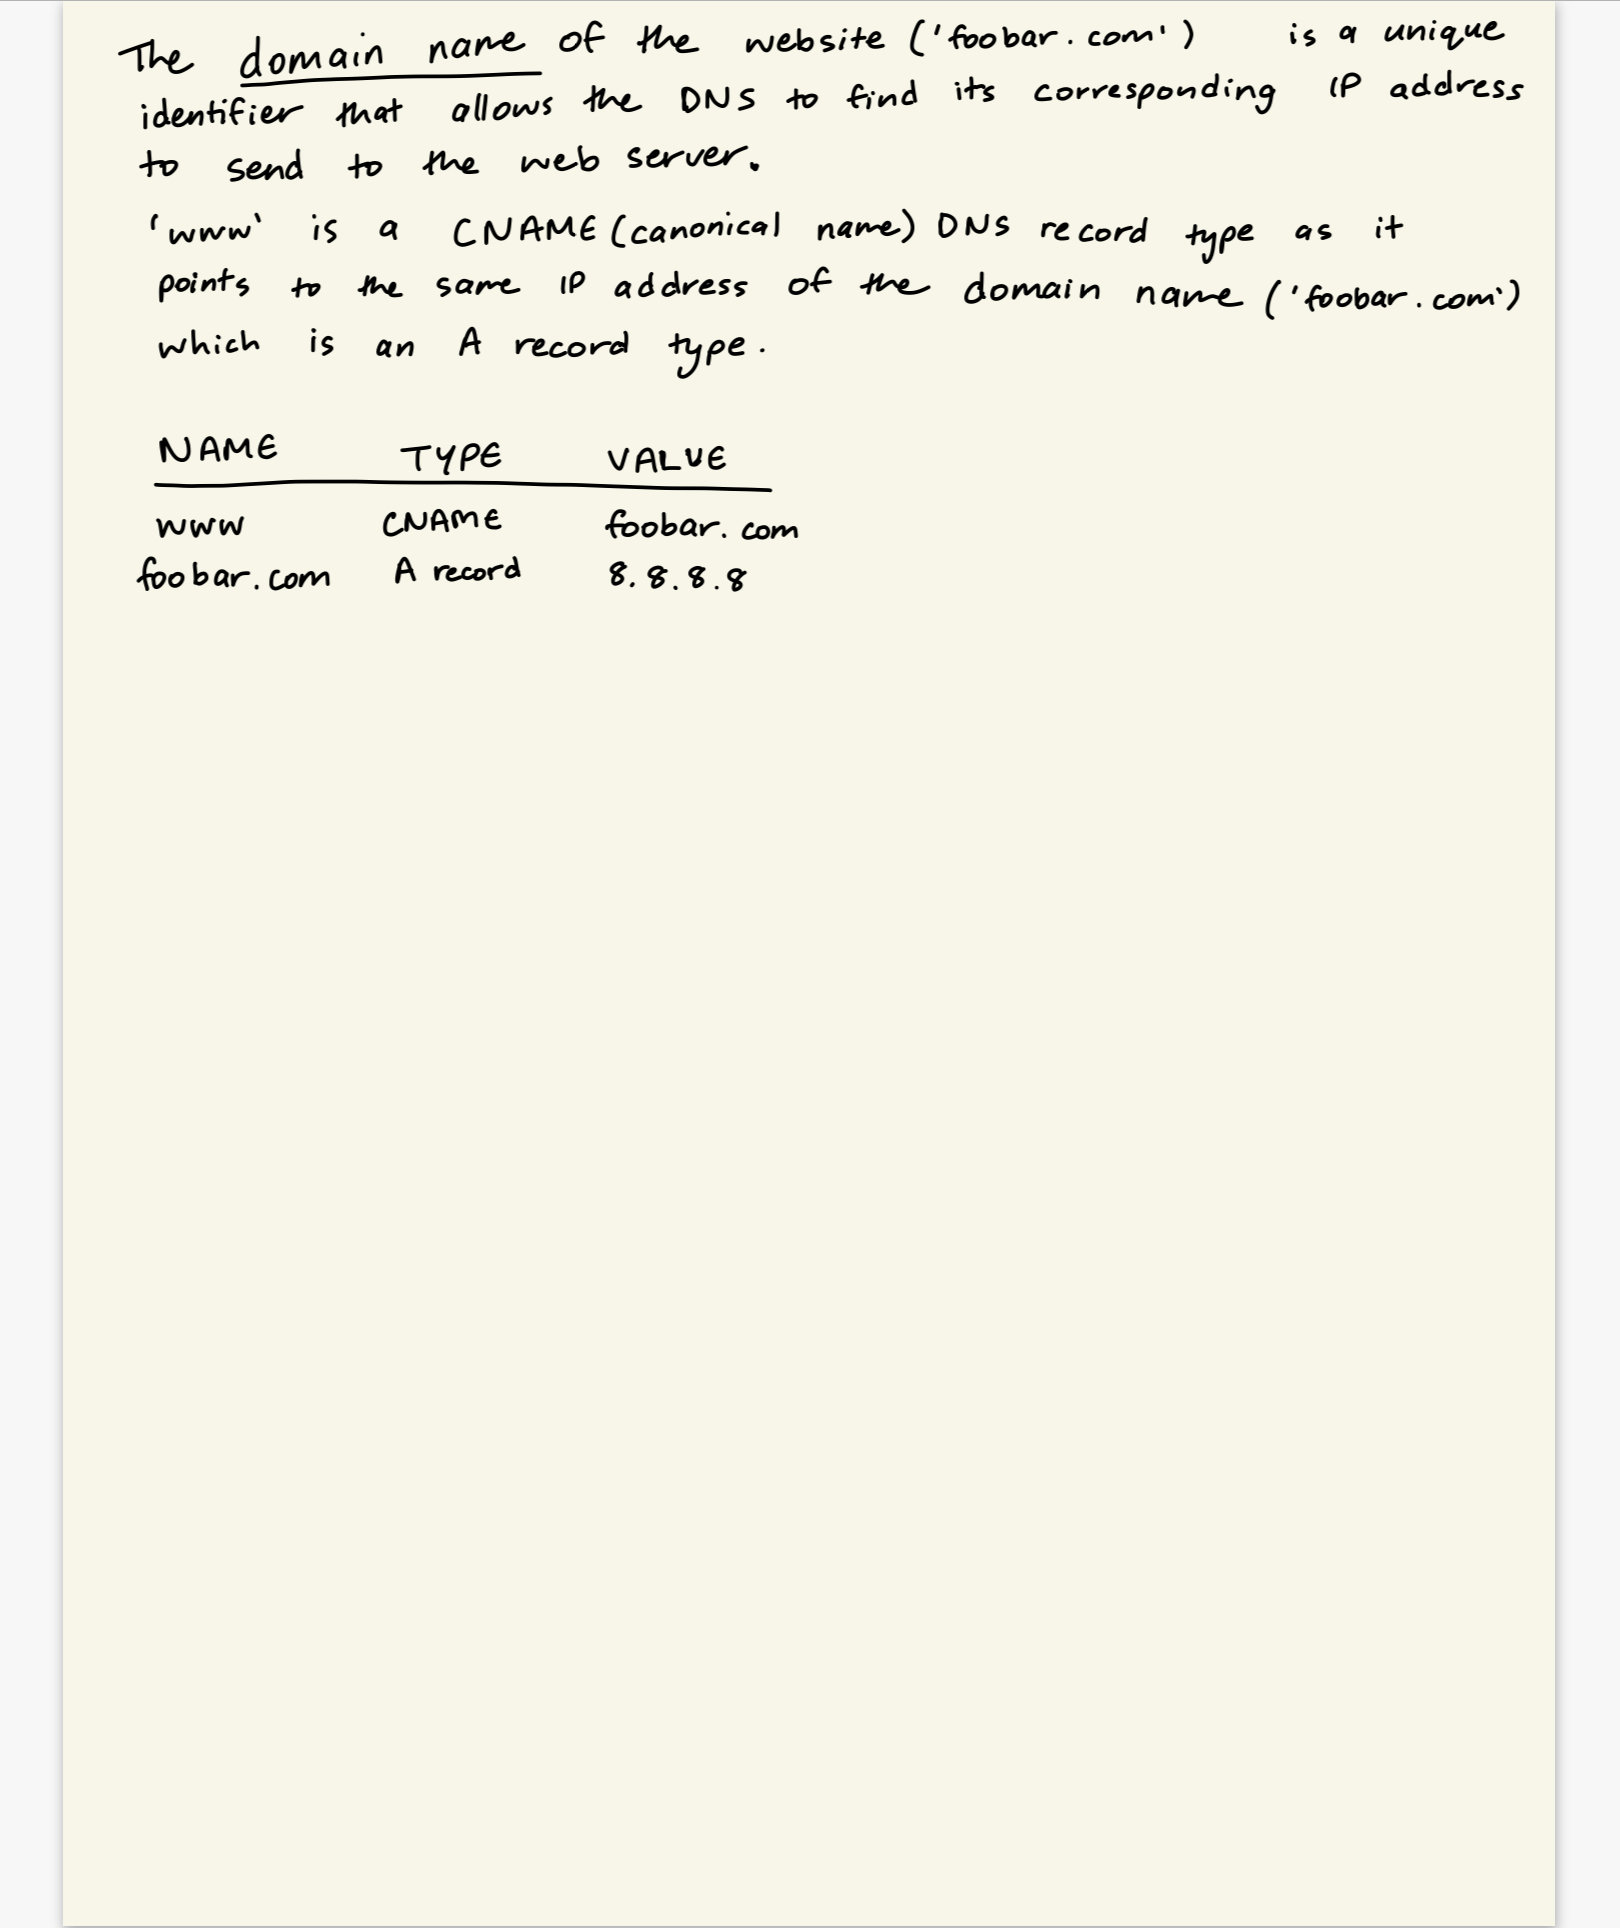 The domain name of the website ('foobar.com') is a unique
identifier that allows the DNS to find its corresponding IP address
to send to the web server.
'www' is a CNAME (canonical name) DNS record type as it
points to the same IP address of the domain name ('foobar.com')
which is an A record type.
NAME TYPE VALUE
www CNAME foobar.com
foobar.com A record 8.8.8.8